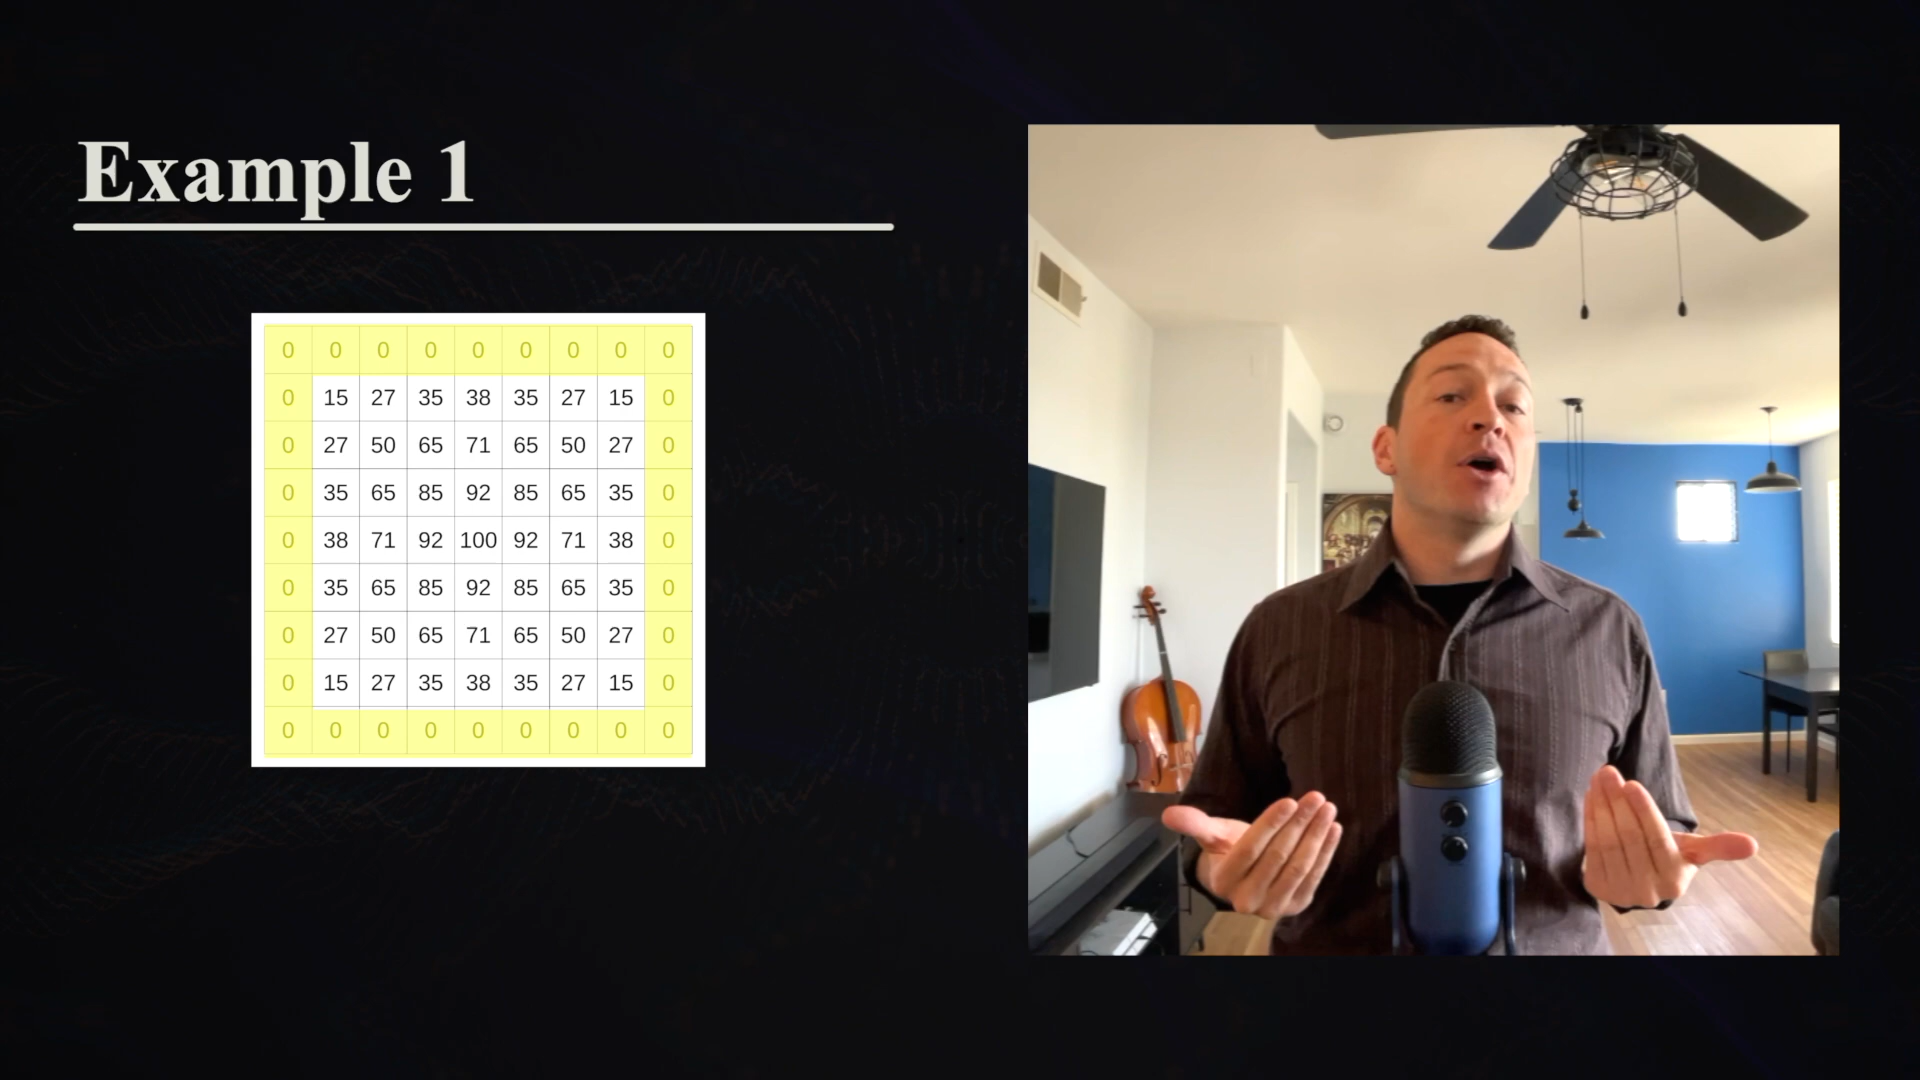 Example 1
0 0 0 0 0 0 0 0 0
0 15 27 35 38 35 27 15 0
0 27 50 65 71 65 50 27 0
0 35 65 85 92 85 65 35 0
0 38 71 92 100 92 71 38 0
0 35 65 85 92 85 65 35 0
0 27 50 65 71 65 50 27 0
0 15 27 35 38 35 27 15 0
0 0 0 0 0 0 0 0 0